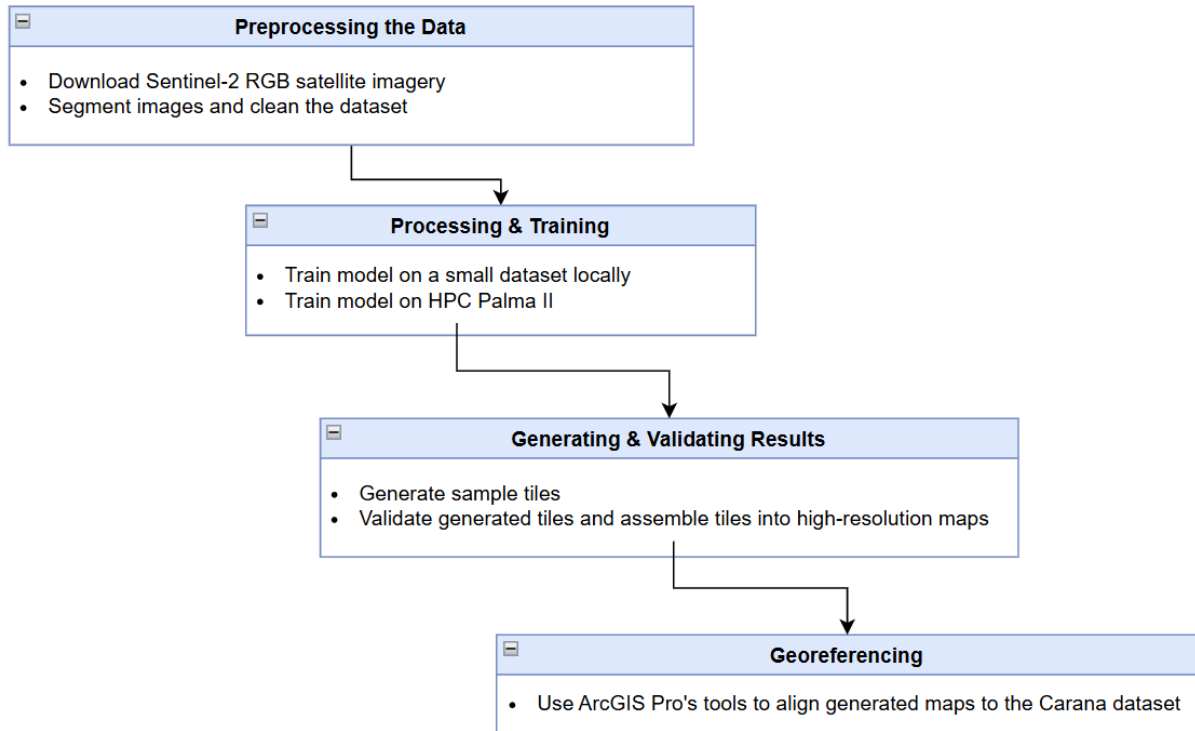 Preprocessing the Data
• Download Sentinel-2 RGB satellite imagery
• Segment images and clean the dataset
Processing & Training
• Train model on a small dataset locally
• Train model on HPC Palma II
Generating & Validating Results
• Generate sample tiles
• Validate generated tiles and assemble tiles into high-resolution maps
Georeferencing
• Use ArcGIS Pro's tools to align generated maps to the Carana dataset